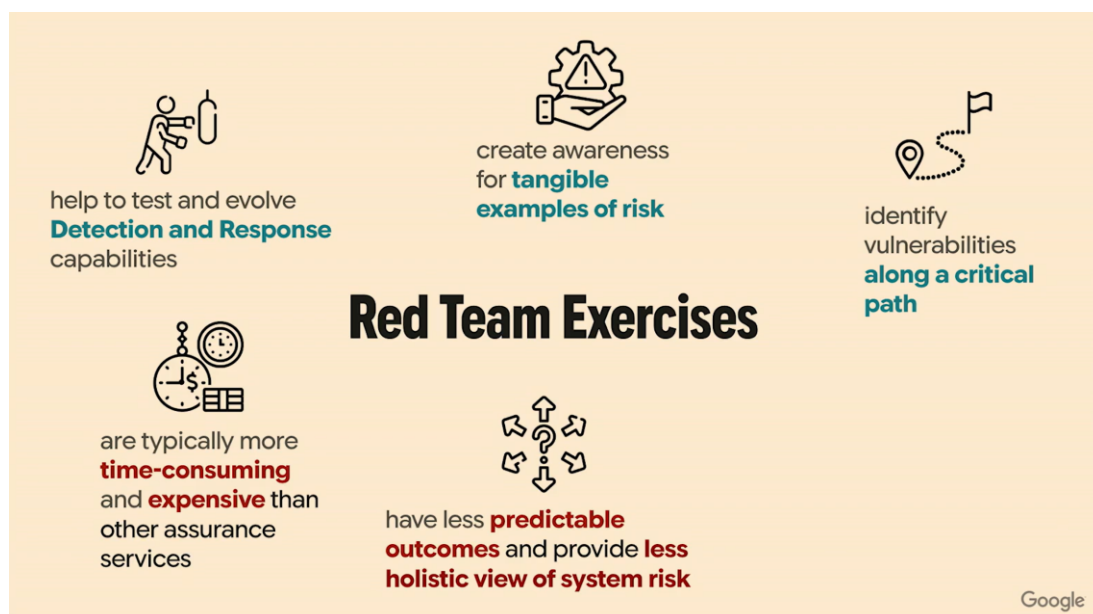 help to test and evolve
Detection and Response
capabilities
create awareness
for tangible
examples of risk
identify
vulnerabilities
along a critical
path
Red Team Exercises
$
are typically more
time-consuming
and expensive than
other assurance
services
?
have less predictable
outcomes and provide less
holistic view of system risk
Google